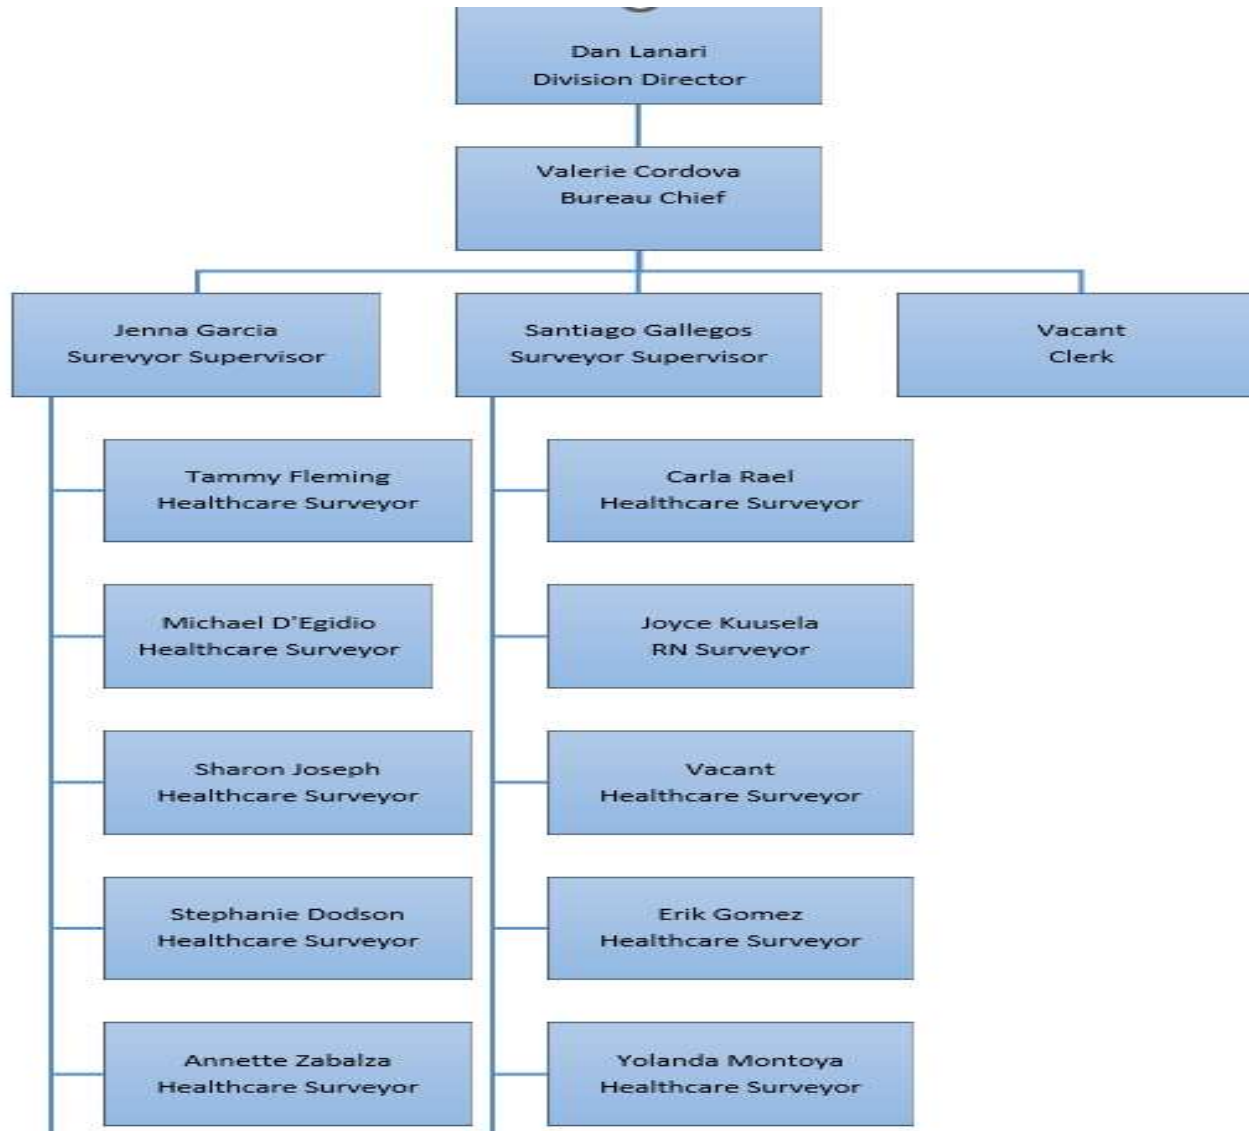 Dan Lanari
Division Director
Valerie Cordova
Bureau Chief
Jenna Garcia
Surevyor Supervisor
Santiago Gallegos
Surveyor Supervisor
Vacant
Clerk
Tammy Fleming
Healthcare Surveyor
Carla Rael
Healthcare Surveyor
Michael D'Egidio
Healthcare Surveyor
Joyce Kuusela
RN Surveyor
Sharon Joseph
Healthcare Surveyor
Vacant
Healthcare Surveyor
Stephanie Dodson
Healthcare Surveyor
Erik Gomez
Healthcare Surveyor
Annette Zabalza
Healthcare Surveyor
Yolanda Montoya
Healthcare Surveyor